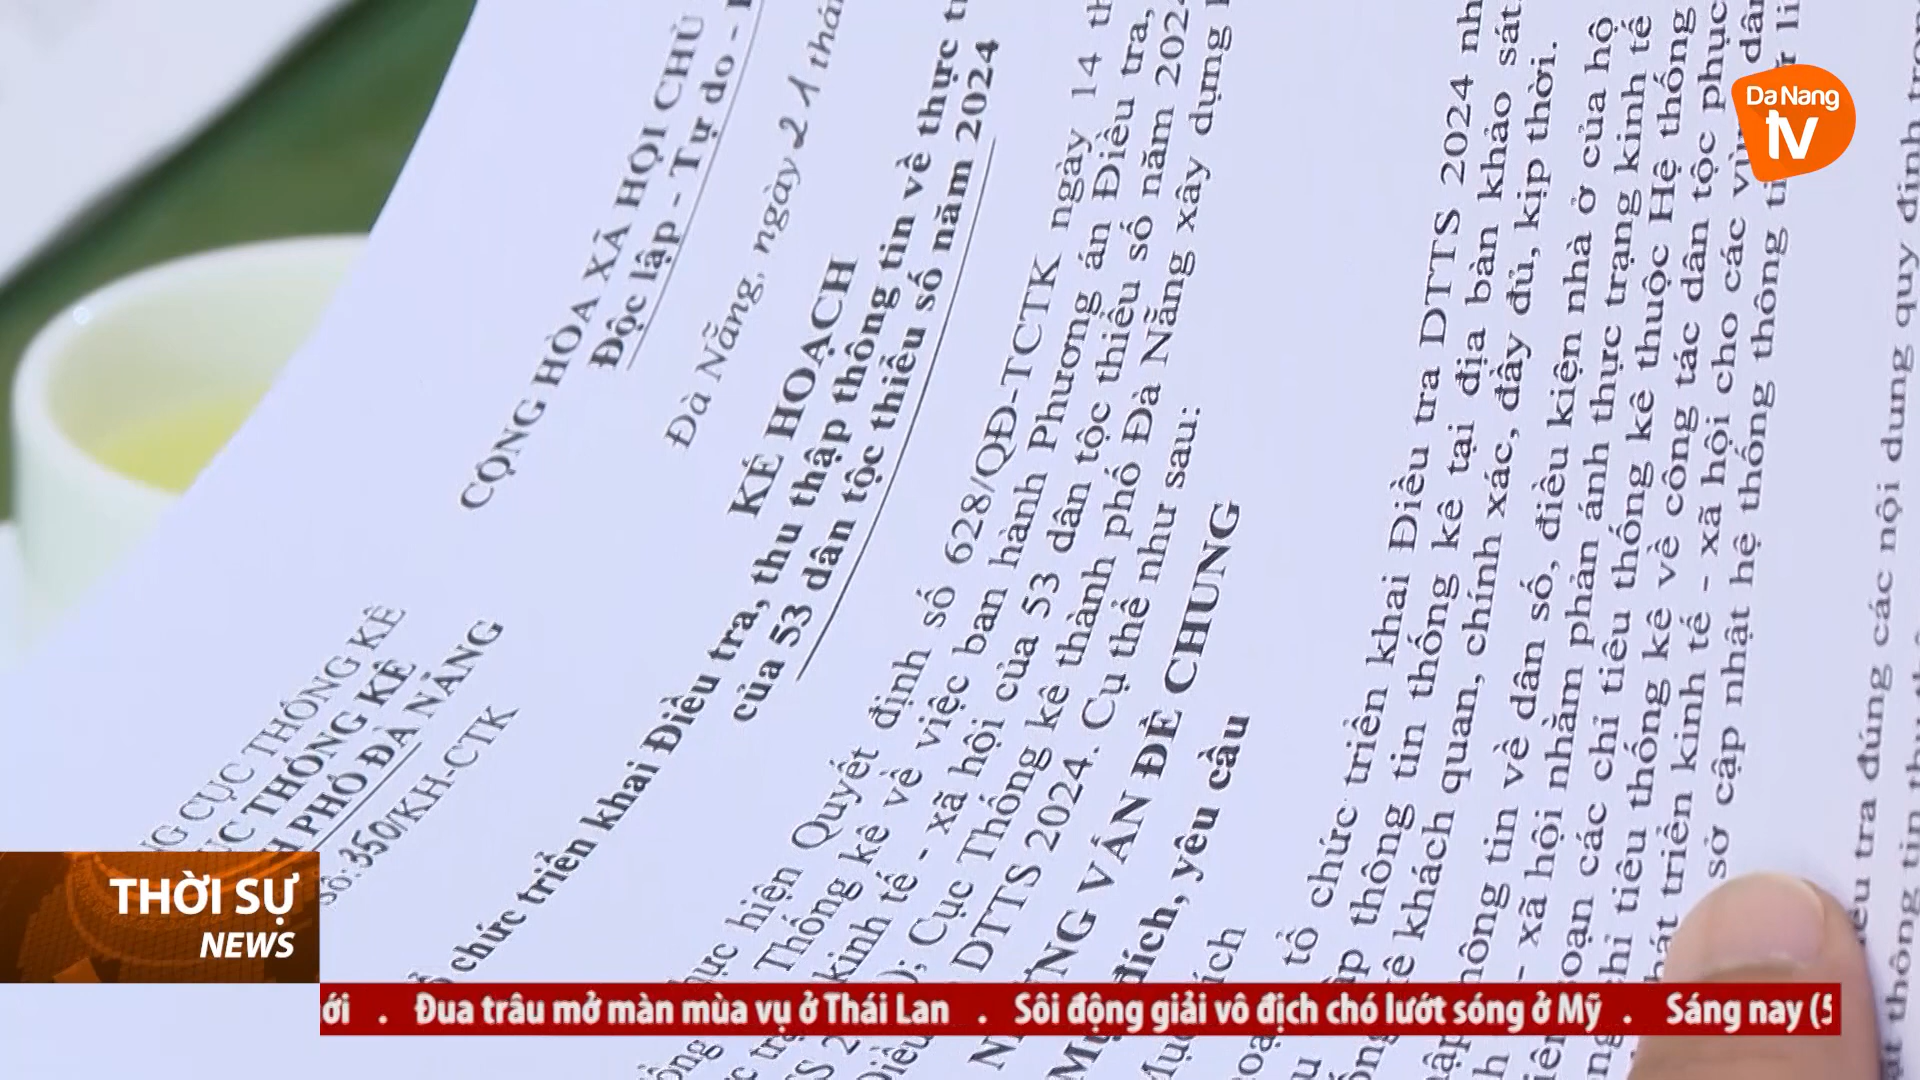 Da Nang
tv
CỘNG HÒA XÃ HỘI CHỦ
Độc lập - Tự do -
Đà Nẵng, ngày 21 thá
CỤC THỐNG KÊ
THỐNG KÊ
PHỐ ĐÀ NẴNG
Số: 350/KH-CTK
KẾ HOẠCH
chức triển khai Điều tra, thu thập thông tin về thực
của 53 dân tộc thiểu số năm 2024
hiện Quyết định số 628/QĐ-TCTK ngày 14
Thống kê về việc ban hành Phương án Điều tra,
kinh tế - xã hội của 53 dân tộc thiểu số năm 2024
); Cục Thống kê thành phố Đà Nẵng xây dựng
DTTS 2024. Cụ thể như sau:
VẤN ĐỀ CHUNG
đích, yêu cầu
tổ chức triển khai Điều tra DTTS 2024
thông tin thống kê tại địa bàn khảo sát
khách quan, chính xác, đầy đủ, kịp thời.
thông tin về dân số, điều kiện nhà ở của hộ
- xã hội nhằm phản ánh thực trạng kinh tế
các chỉ tiêu thống kê thuộc Hệ thống
chỉ tiêu thống kê về công tác dân tộc phục
triển kinh tế - xã hội cho các vùng dân
sở cập nhật hệ thống thông
tra đúng các nội dung quy định trong
thông tin
THỜI SỰ
NEWS
ới . Đua trâu mở màn mùa vụ ở Thái Lan . Sôi động giải vô địch chó lướt sóng ở Mỹ . Sáng nay (5